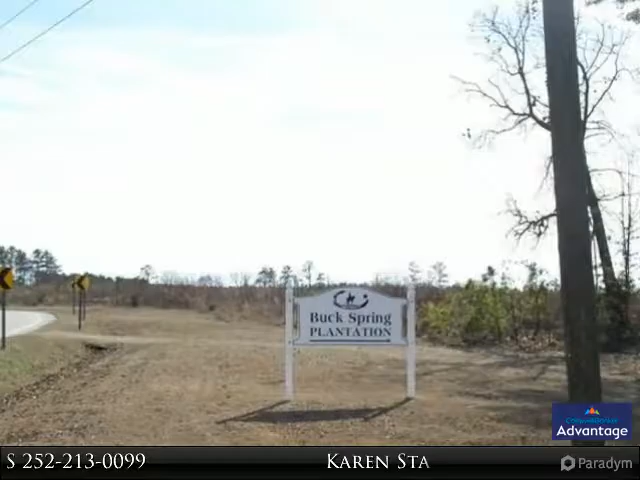 Buck Spring
PLANTATION
Advantage
S 252-213-0099
Karen Sta
Paradym